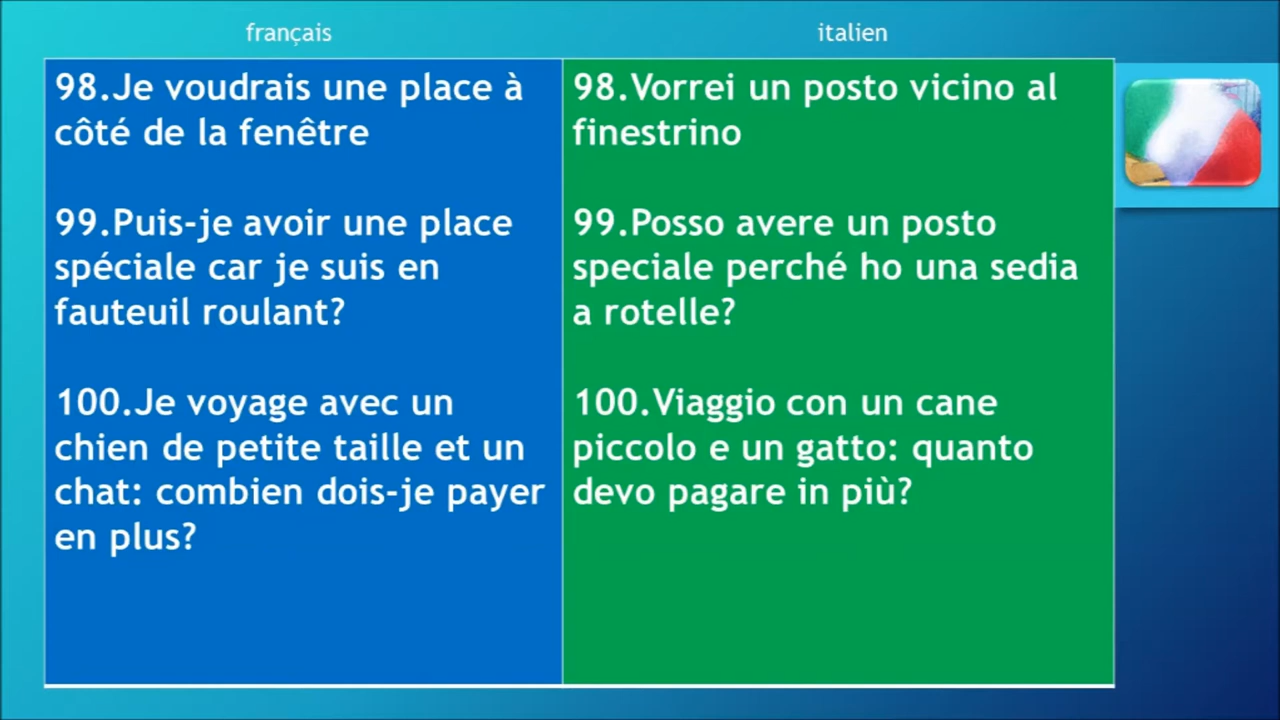 français
italien
98.Je voudrais une place à
côté de la fenêtre
99.Puis-je avoir une place
spéciale car je suis en
fauteuil roulant?
100.Je voyage avec un
chien de petite taille et un
chat: combien dois-je payer
en plus?
98.Vorrei un posto vicino al
finestrino
99.Posso avere un posto
speciale perché ho una sedia
a rotelle?
100.Viaggio con un cane
piccolo e un gatto: quanto
devo pagare in più?